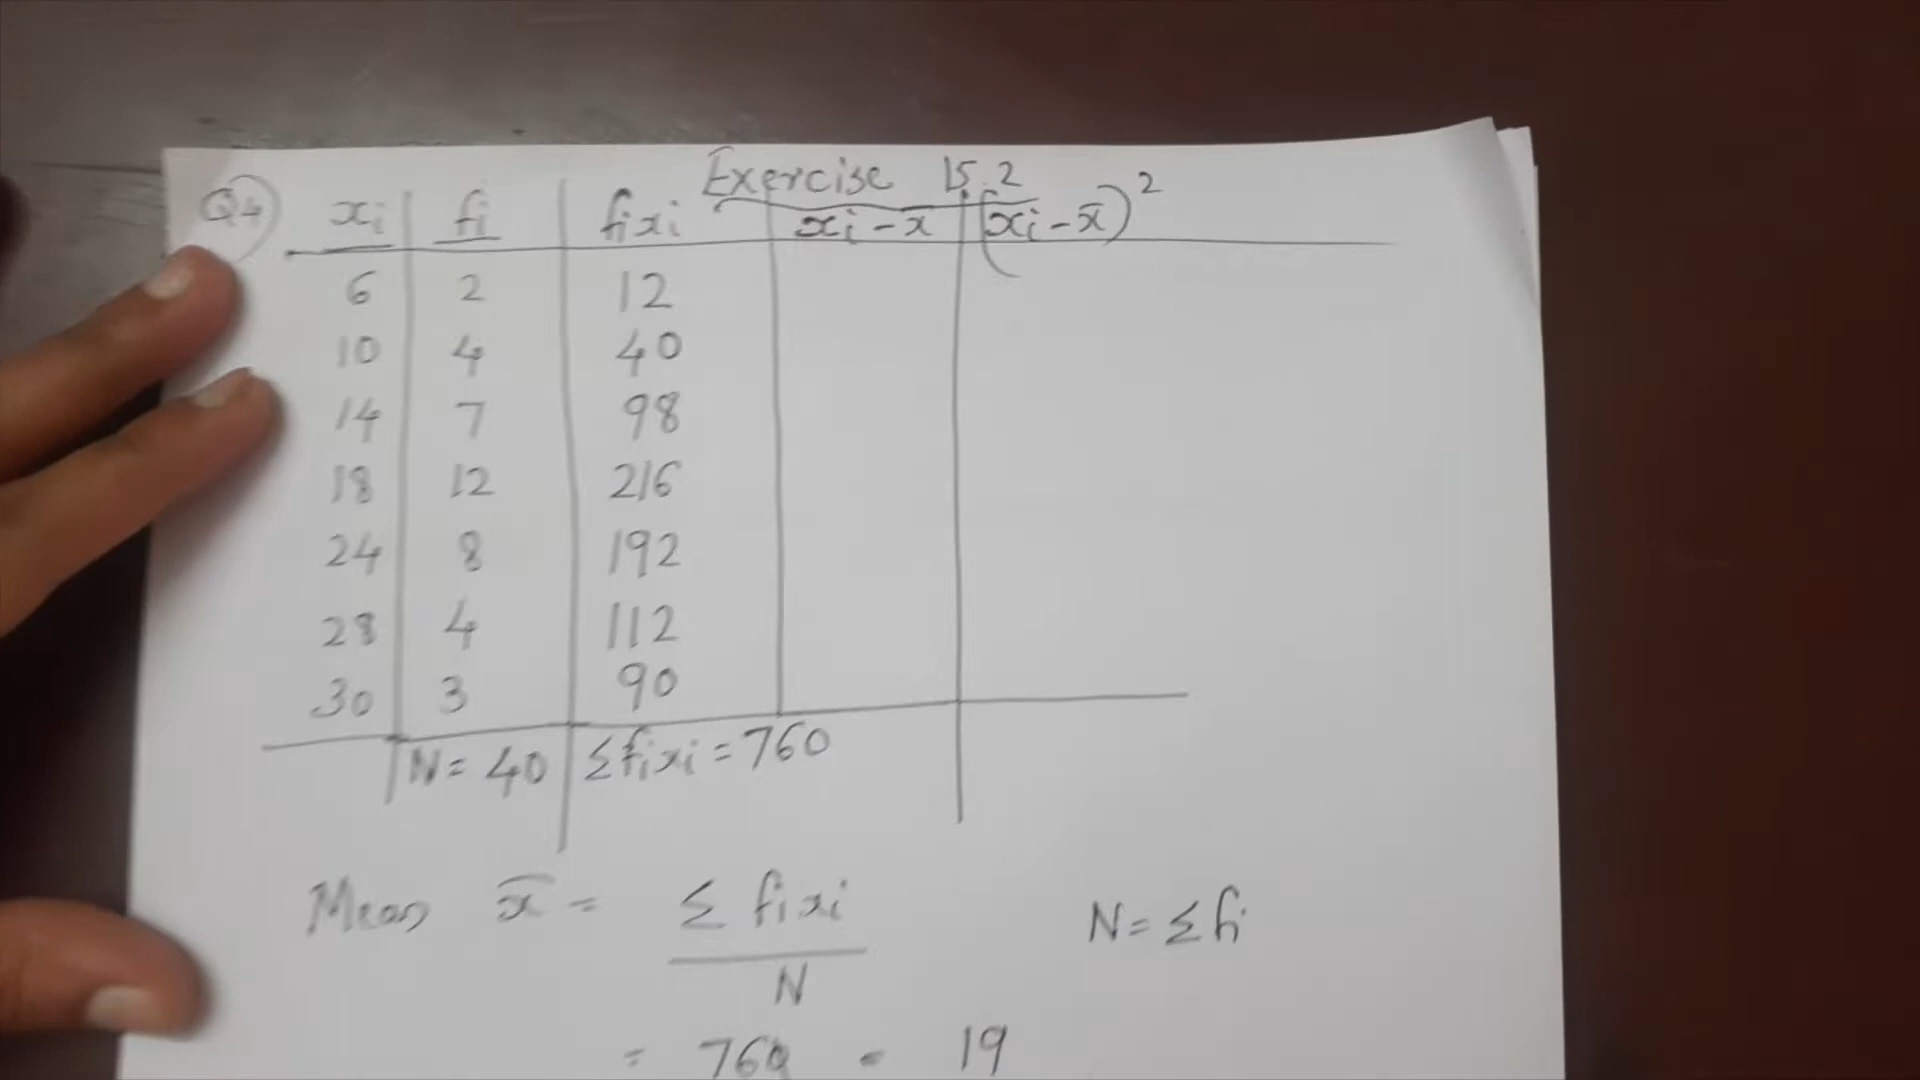 Exercise 15.2
Q4 xi fi fixi xi - x̄ (xi - x̄)²
6 2 12
10 4 40
14 7 98
18 12 216
24 8 192
28 4 112
30 3 90
N = 40 Σfixi = 760
Mean x̄ = Σ fixi N = Σfi
N
= 760 = 19